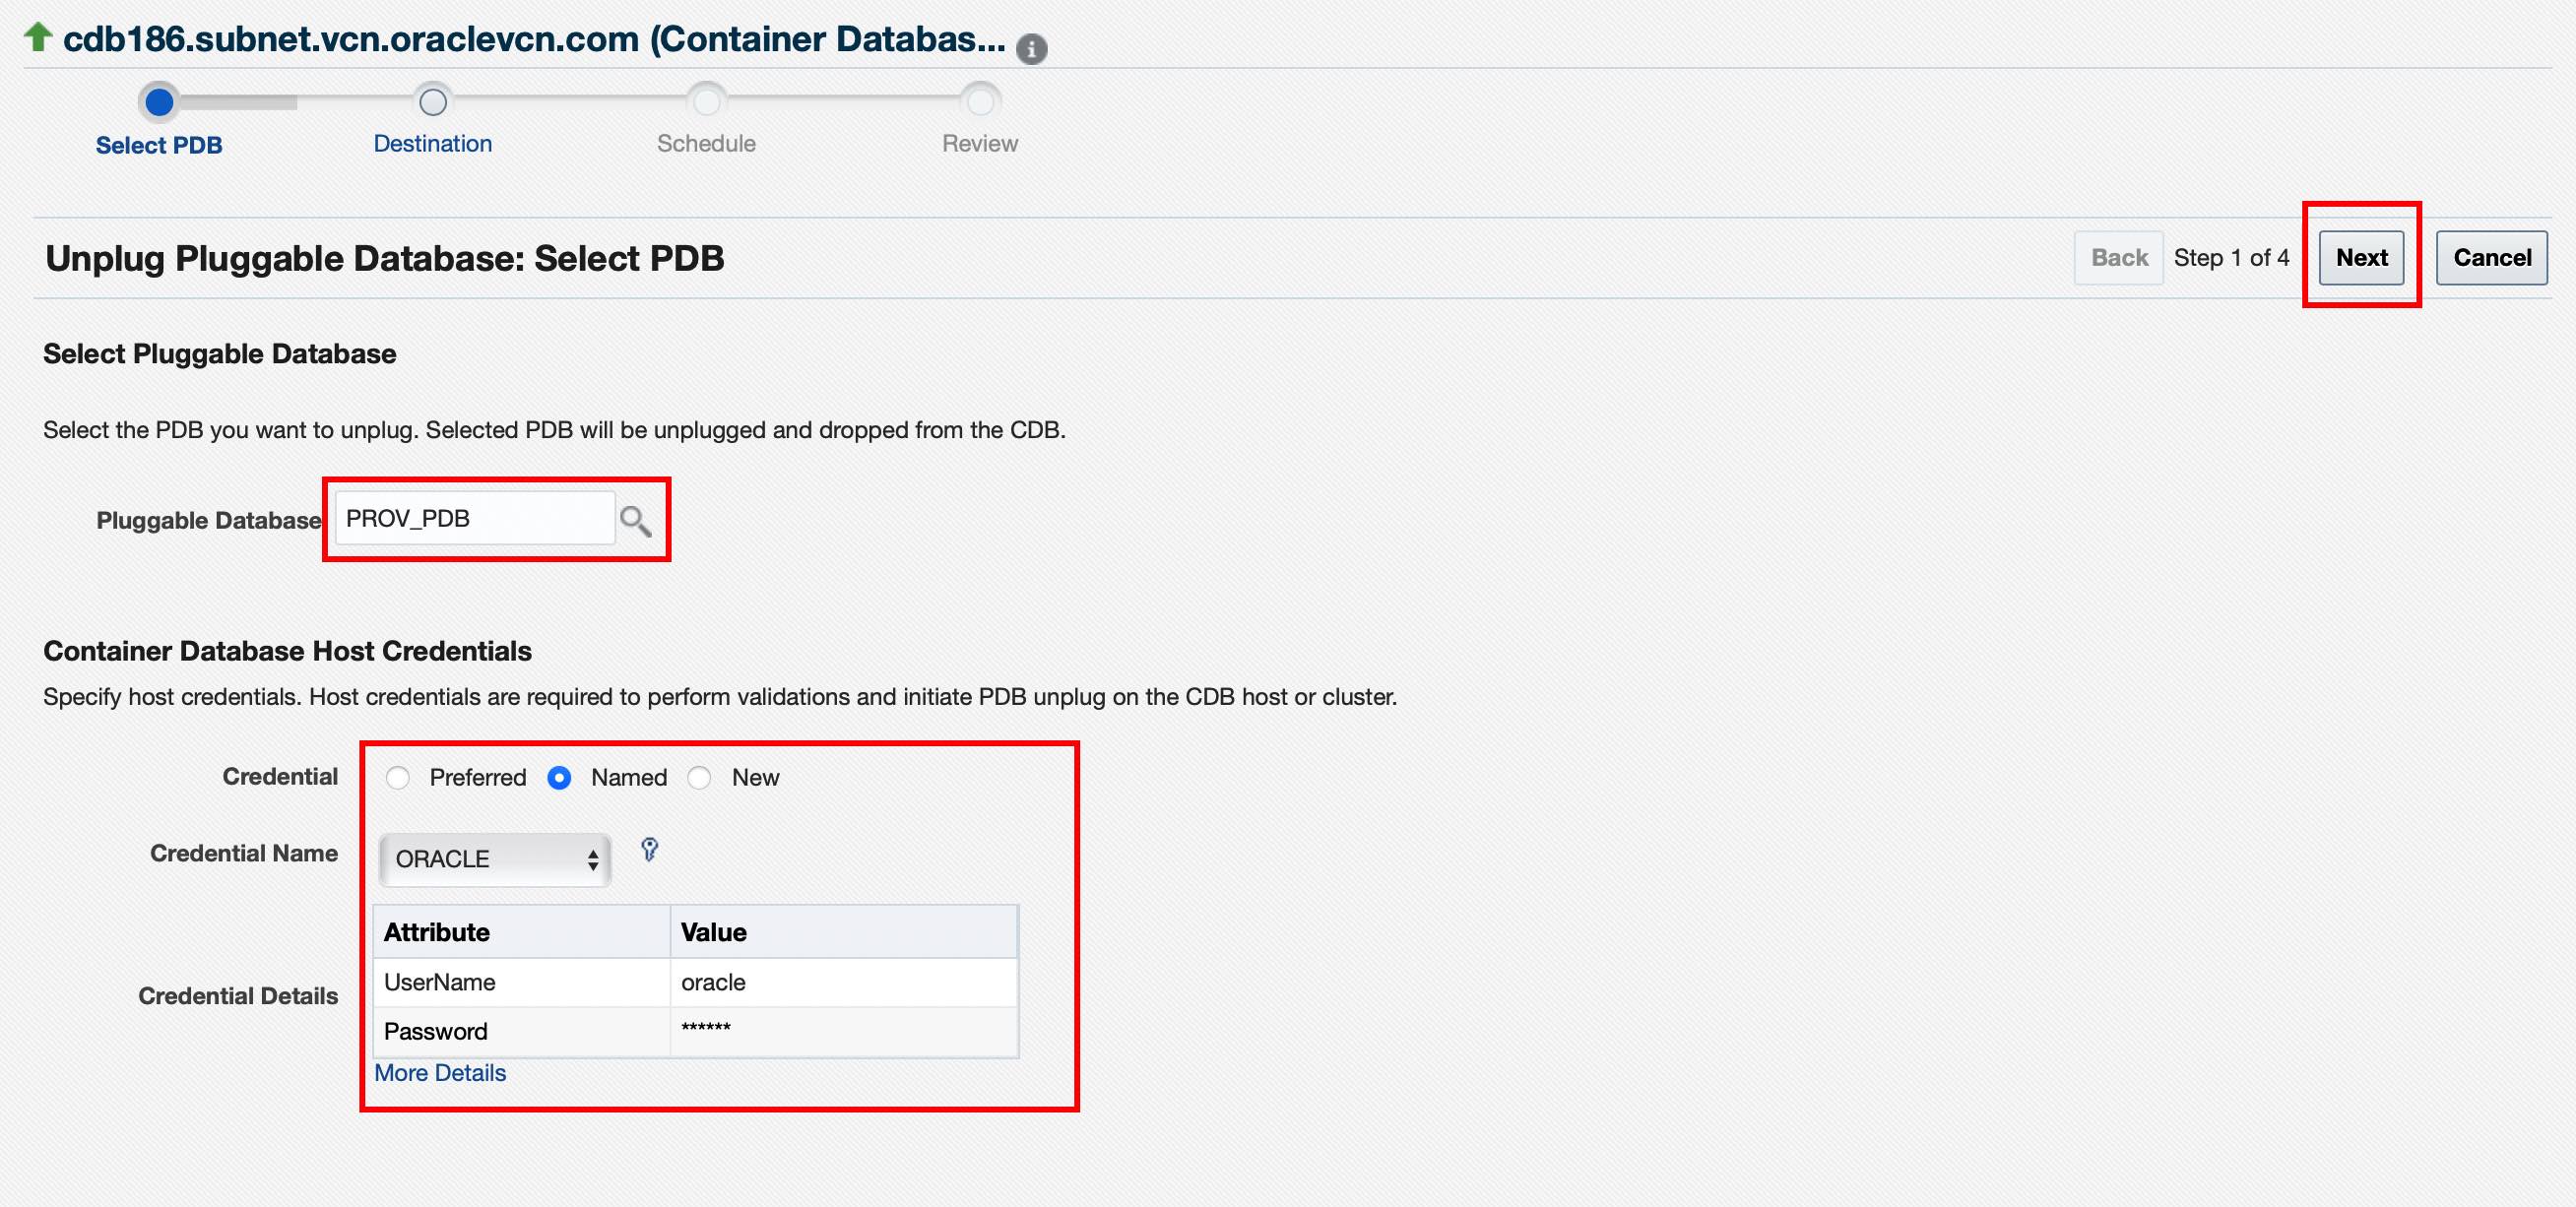 cdb186.subnet.vcn.oraclevcn.com (Container Databas...
Select PDB
Destination
Schedule
Review
Unplug Pluggable Database: Select PDB
Back Step 1 of 4 Next Cancel
Select Pluggable Database
Select the PDB you want to unplug. Selected PDB will be unplugged and dropped from the CDB.
Pluggable Database PROV_PDB
Container Database Host Credentials
Specify host credentials. Host credentials are required to perform validations and initiate PDB unplug on the CDB host or cluster.
Credential Preferred Named New
Credential Name ORACLE
Credential Details
Attribute Value
UserName oracle
Password ******
More Details